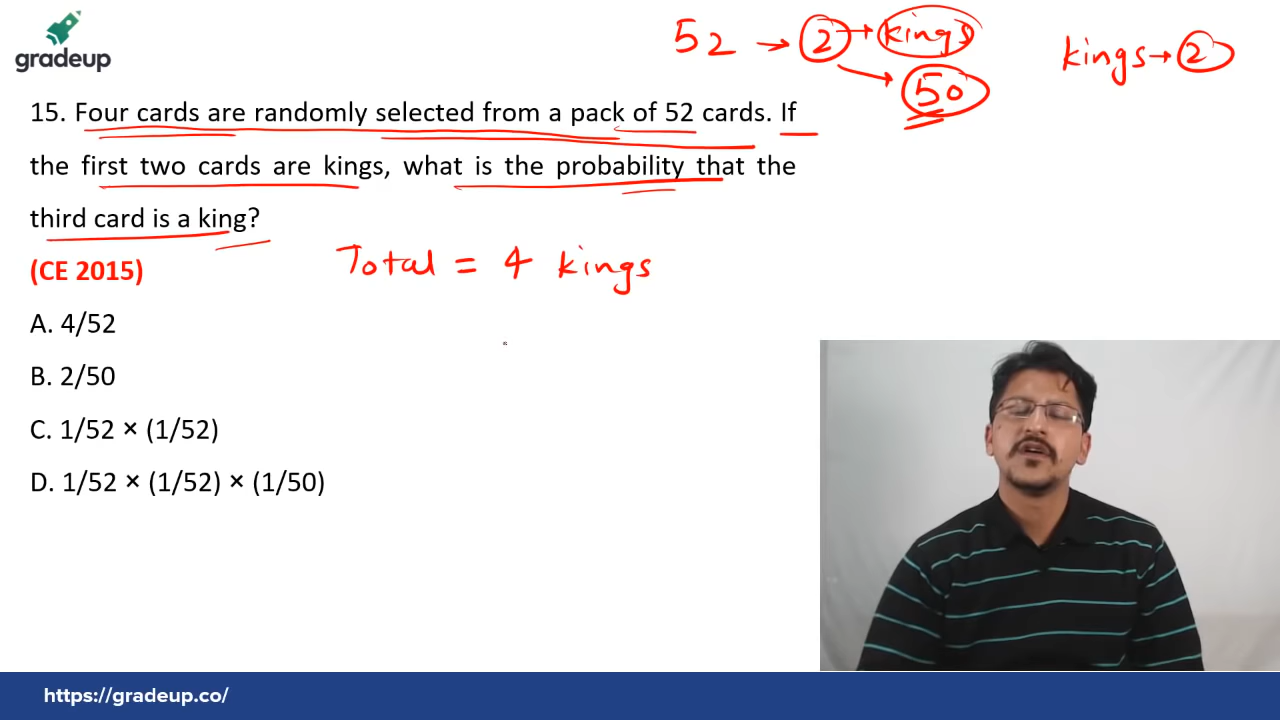 gradeup
52 → 2 → kings
kings → 2
→ 50
15. Four cards are randomly selected from a pack of 52 cards. If
the first two cards are kings, what is the probability that the
third card is a king?
(CE 2015)
Total = 4 kings
A. 4/52
B. 2/50
C. 1/52 × (1/52)
D. 1/52 × (1/52) × (1/50)
https://gradeup.co/